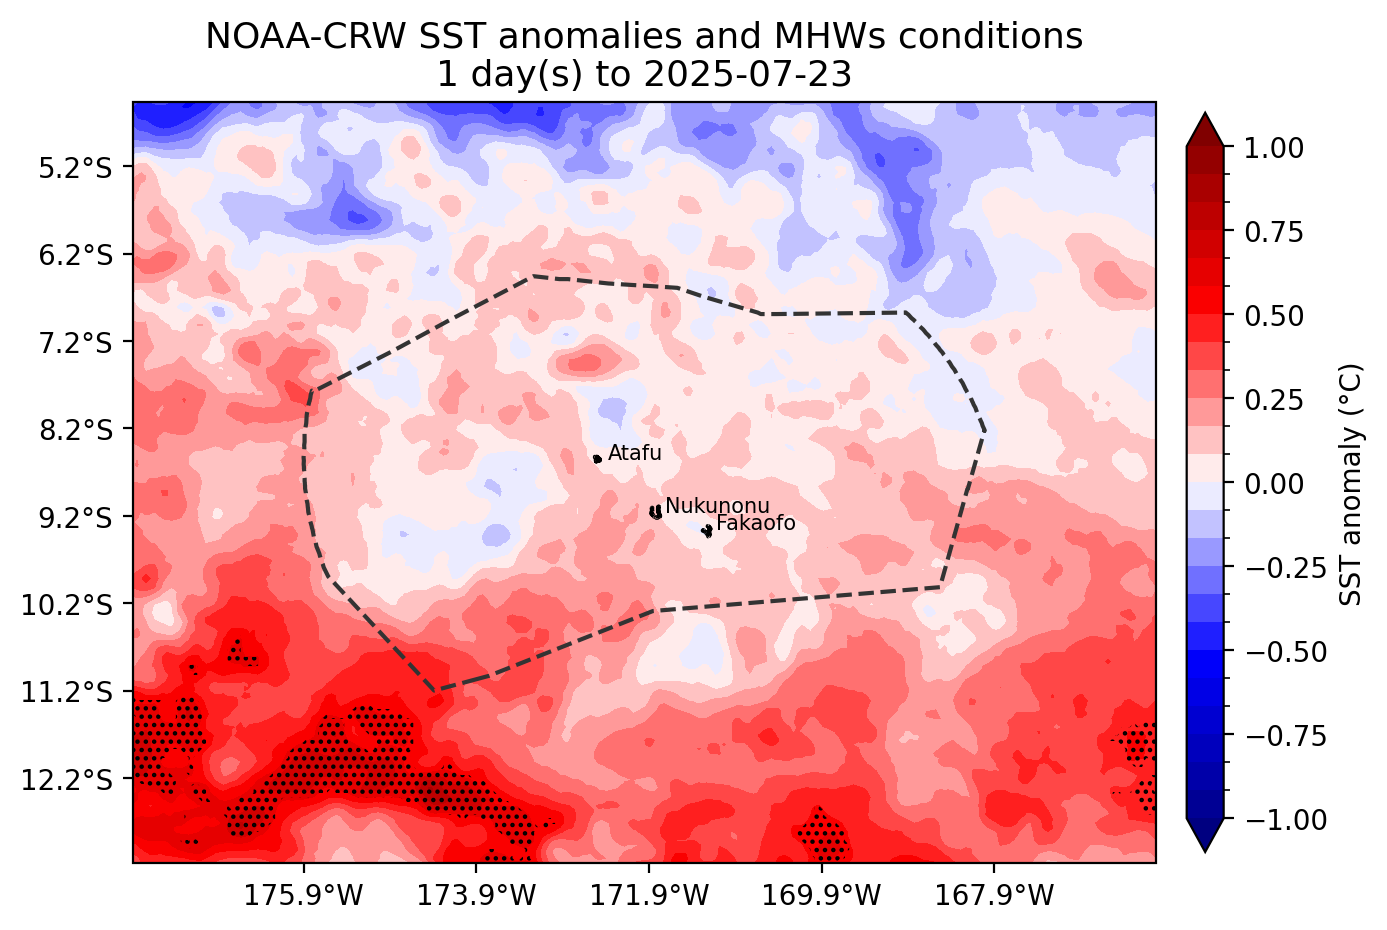 NOAA-CRW SST anomalies and MHWs conditions
1 day(s) to 2025-07-23
5.2°S
6.2°S
7.2°S
8.2°S
9.2°S
10.2°S
11.2°S
12.2°S
Atafu
Nukunonu
Fakaofo
175.9°W
173.9°W
171.9°W
169.9°W
167.9°W
1.00
0.75
0.50
0.25
0.00
−0.25
−0.50
−0.75
−1.00
SST anomaly (°C)